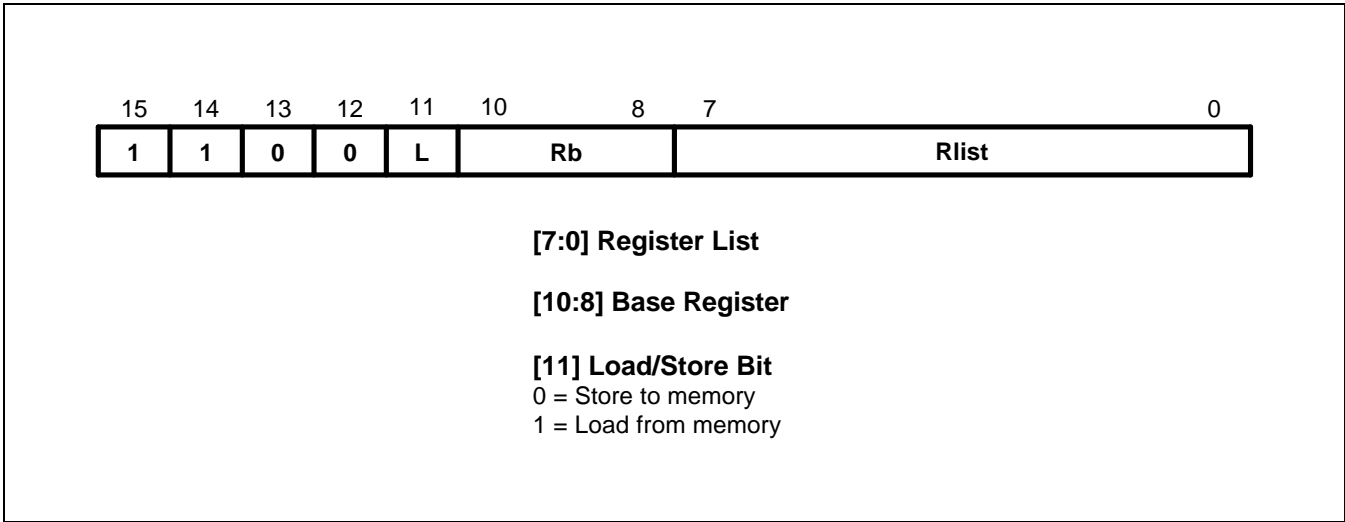 15 14 13 12 11 10 8 7 0
1 1 0 0 L Rb Rlist
[7:0] Register List
[10:8] Base Register
[11] Load/Store Bit
0 = Store to memory
1 = Load from memory